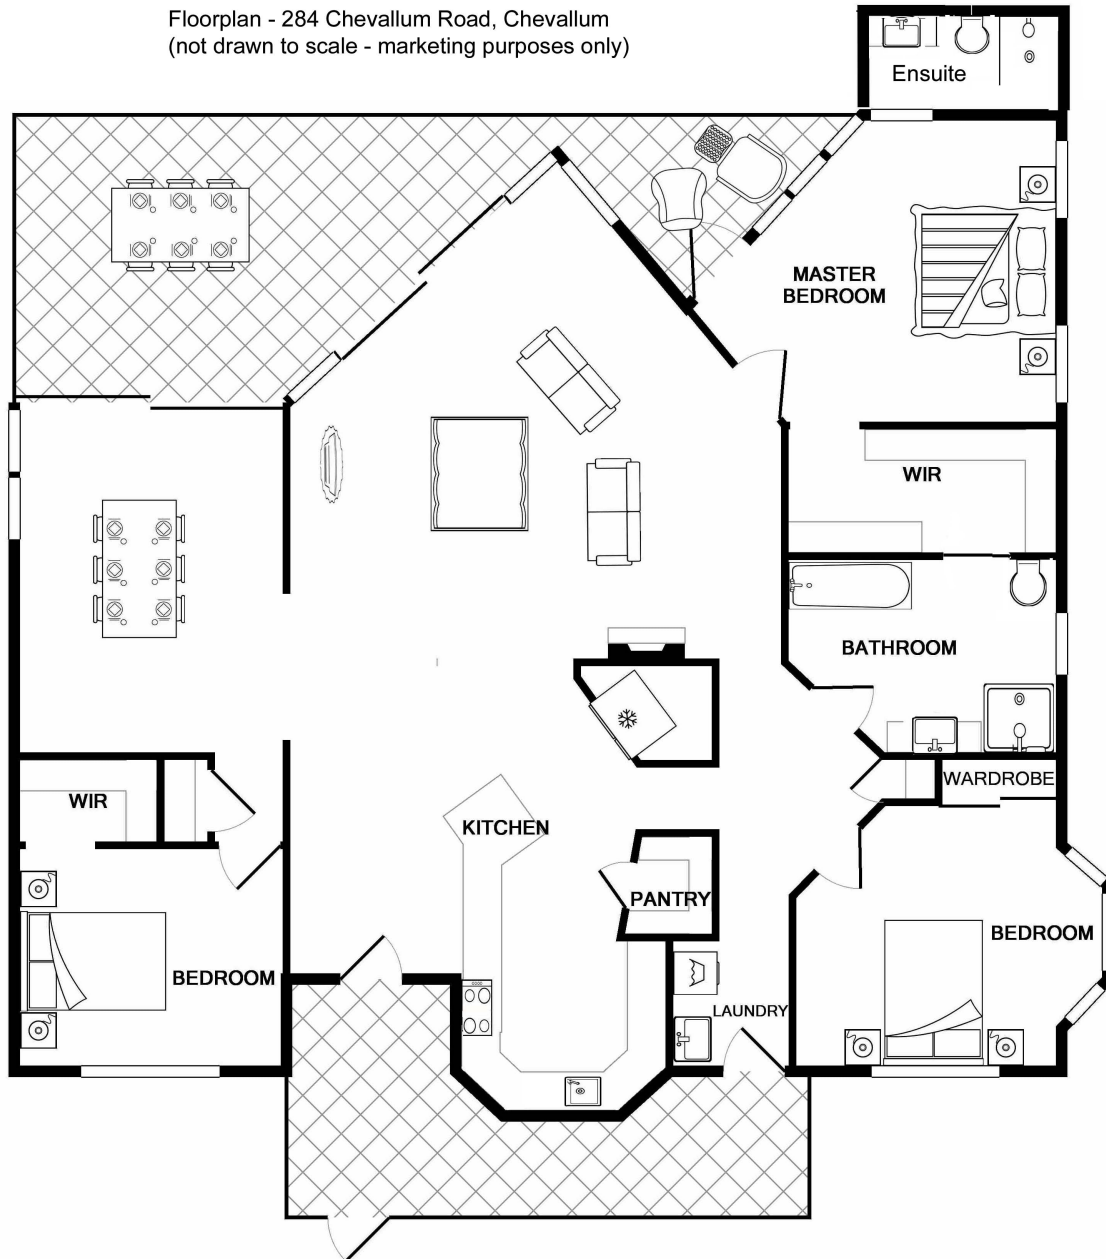 Floorplan - 284 Chevallum Road, Chevallum
(not drawn to scale - marketing purposes only)
Ensuite
MASTER
BEDROOM
WIR
BATHROOM
WARDROBE
WIR
KITCHEN
PANTRY
BEDROOM
BEDROOM
LAUNDRY